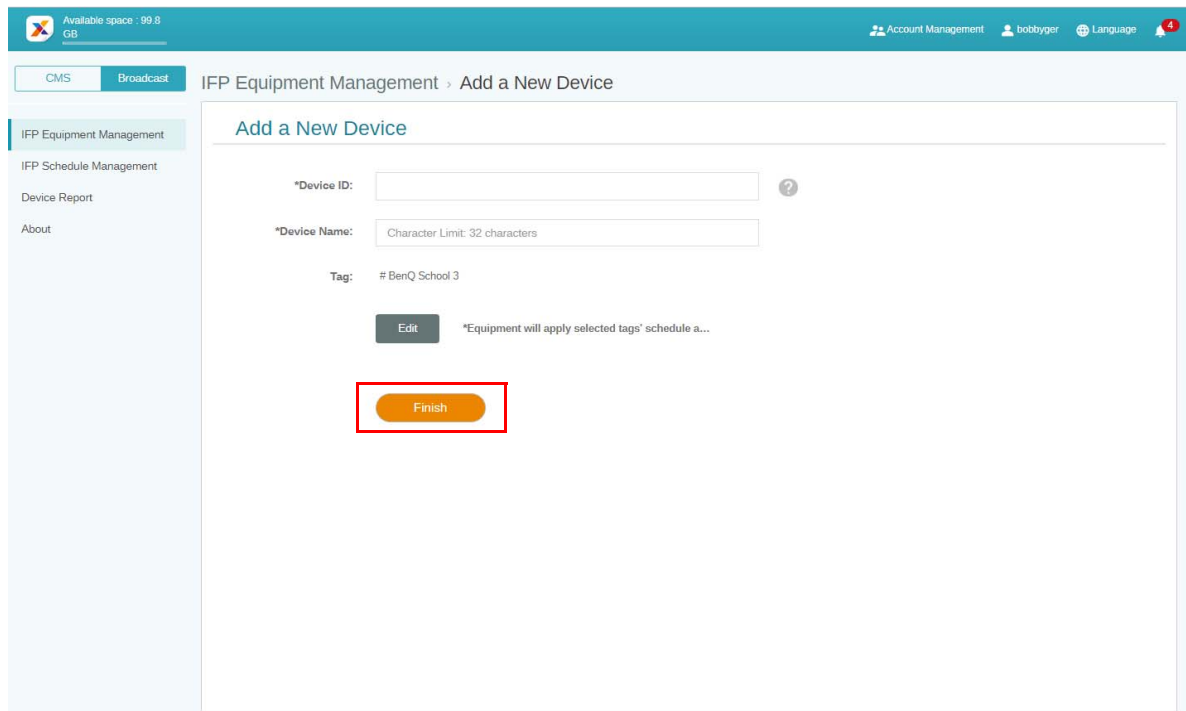 Available space : 99.8
GB
Account Management
bobbyger
Language
4
CMS
Broadcast
IFP Equipment Management › Add a New Device
IFP Equipment Management
IFP Schedule Management
Device Report
About
Add a New Device
*Device ID:
?
*Device Name:
Character Limit: 32 characters
Tag:
# BenQ School 3
Edit
*Equipment will apply selected tags' schedule a...
Finish